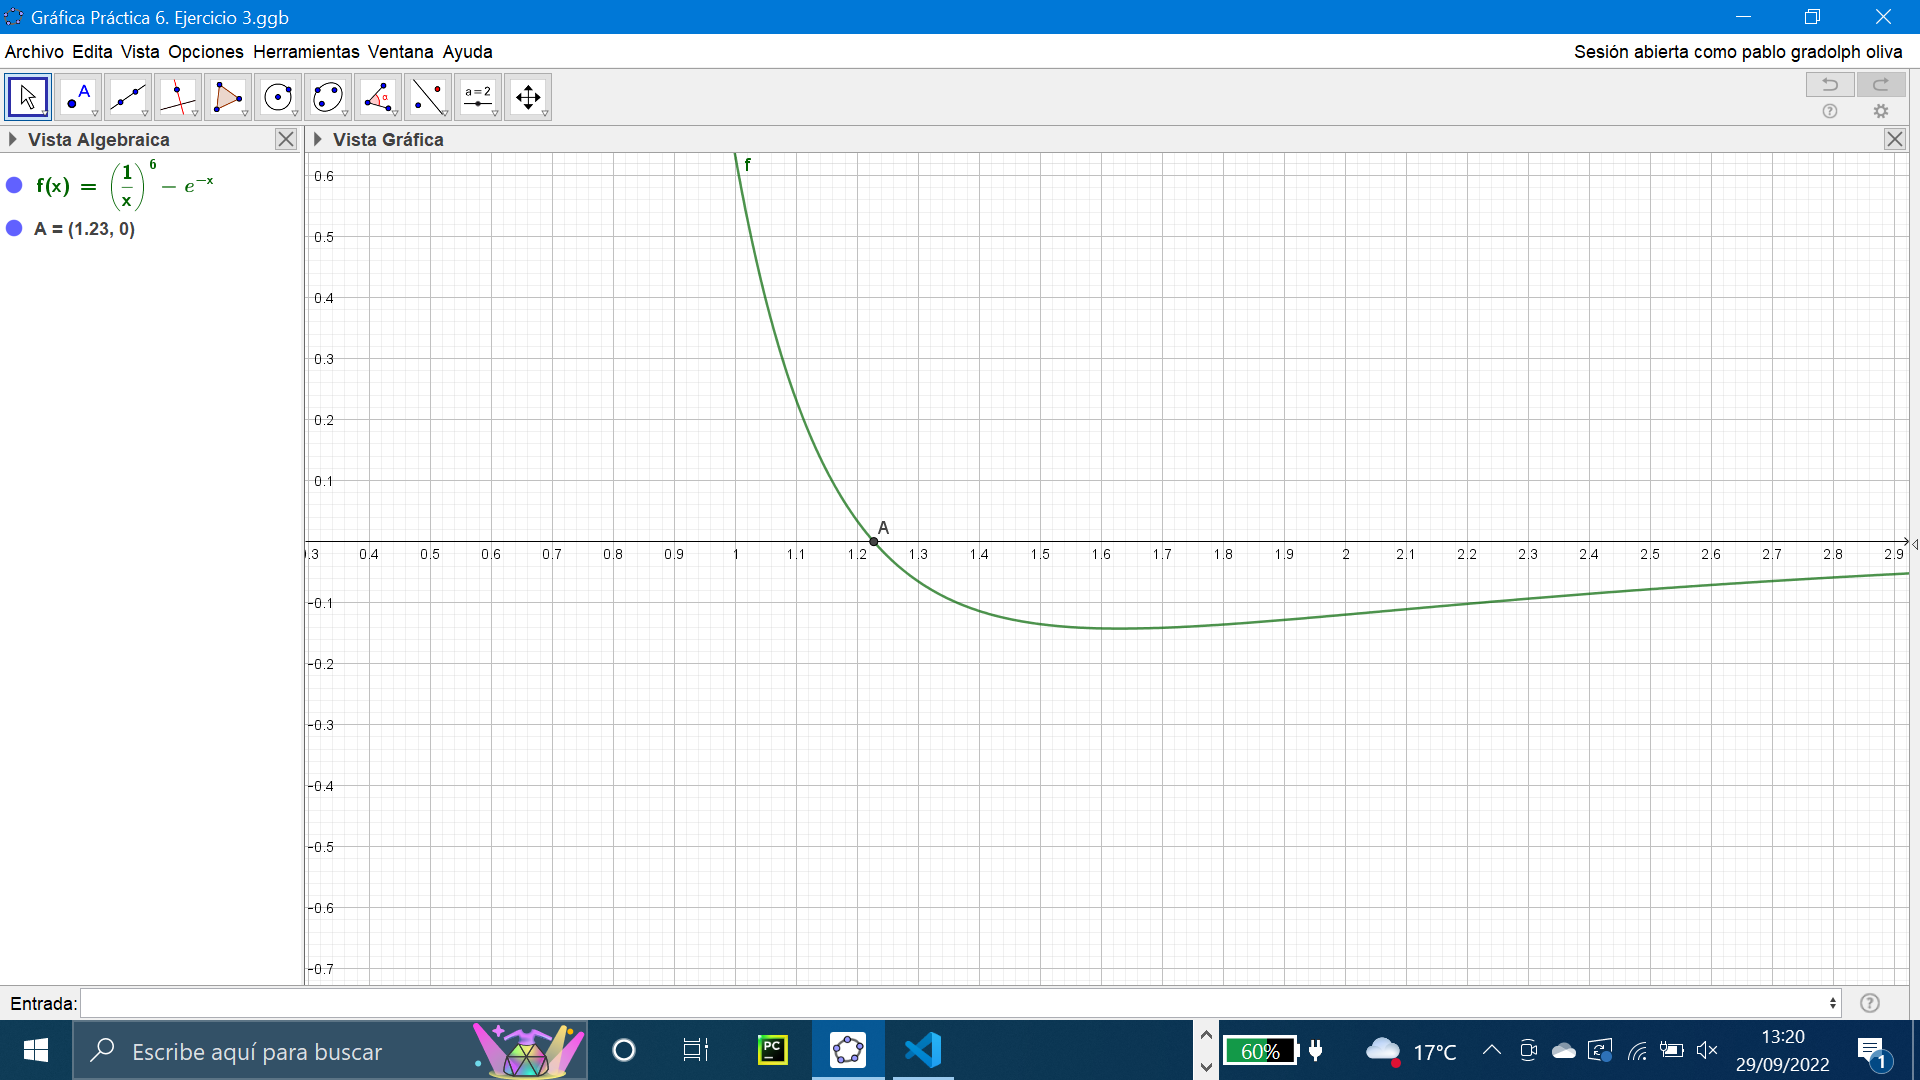 Gráfica Práctica 6. Ejercicio 3.ggb
Archivo Edita Vista Opciones Herramientas Ventana Ayuda
Sesión abierta como pablo gradolph oliva
A
α
a = 2
Vista Algebraica
Vista Gráfica
f(x) = (1/x)^6 − e^−x
A = (1.23, 0)
f
0.6
0.5
0.4
0.3
0.2
0.1
A
0.3 0.4 0.5 0.6 0.7 0.8 0.9 1 1.1 1.2 1.3 1.4 1.5 1.6 1.7 1.8 1.9 2 2.1 2.2 2.3 2.4 2.5 2.6 2.7 2.8 2.9
-0.1
-0.2
-0.3
-0.4
-0.5
-0.6
-0.7
Entrada:
Escribe aquí para buscar
PC
60%
17°C
13:20
29/09/2022
1